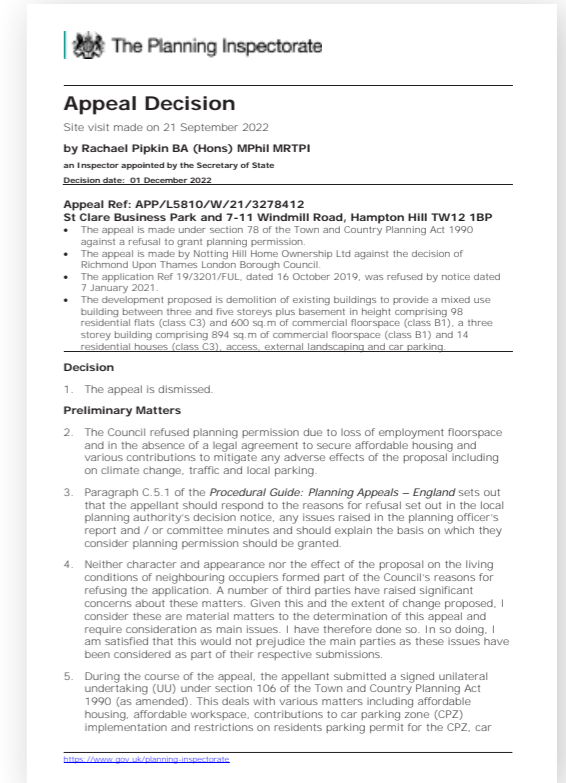 The Planning Inspectorate
Appeal Decision
Site visit made on 21 September 2022
by Rachael Pipkin BA (Hons) MPhil MRTPI
an Inspector appointed by the Secretary of State
Decision date: 01 December 2022
Appeal Ref: APP/L5810/W/21/3278412
St Clare Business Park and 7-11 Windmill Road, Hampton Hill TW12 1BP
• The appeal is made under section 78 of the Town and Country Planning Act 1990
against a refusal to grant planning permission.
• The appeal is made by Notting Hill Home Ownership Ltd against the decision of
Richmond Upon Thames London Borough Council.
• The application Ref 19/3201/FUL, dated 16 October 2019, was refused by notice dated
7 January 2021.
• The development proposed is demolition of existing buildings to provide a mixed use
building between three and five storeys plus basement in height comprising 98
residential flats (class C3) and 600 sq.m of commercial floorspace (class B1), a three
storey building comprising 894 sq.m of commercial floorspace (class B1) and 14
residential houses (class C3), access, external landscaping and car parking.
Decision
1. The appeal is dismissed.
Preliminary Matters
2. The Council refused planning permission due to loss of employment floorspace
and in the absence of a legal agreement to secure affordable housing and
various contributions to mitigate any adverse effects of the proposal including
on climate change, traffic and local parking.
3. Paragraph C.5.1 of the Procedural Guide: Planning Appeals – England sets out
that the appellant should respond to the reasons for refusal set out in the local
planning authority's decision notice, any issues raised in the planning officer's
report and / or committee minutes and should explain the basis on which they
consider planning permission should be granted.
4. Neither character and appearance nor the effect of the proposal on the living
conditions of neighbouring occupiers formed part of the Council's reasons for
refusing the application. A number of third parties have raised significant
concerns about these matters. Given this and the extent of change proposed, I
consider these are material matters to the determination of this appeal and
require consideration as main issues. I have therefore done so. In so doing, I
am satisfied that this would not prejudice the main parties as these issues have
been considered as part of their respective submissions.
5. During the course of the appeal, the appellant submitted a signed unilateral
undertaking (UU) under section 106 of the Town and Country Planning Act
1990 (as amended). This deals with various matters including affordable
housing, affordable workspace, contributions to car parking zone (CPZ)
implementation and restrictions on residents parking permit for the CPZ, car
https://www.gov.uk/planning-inspectorate